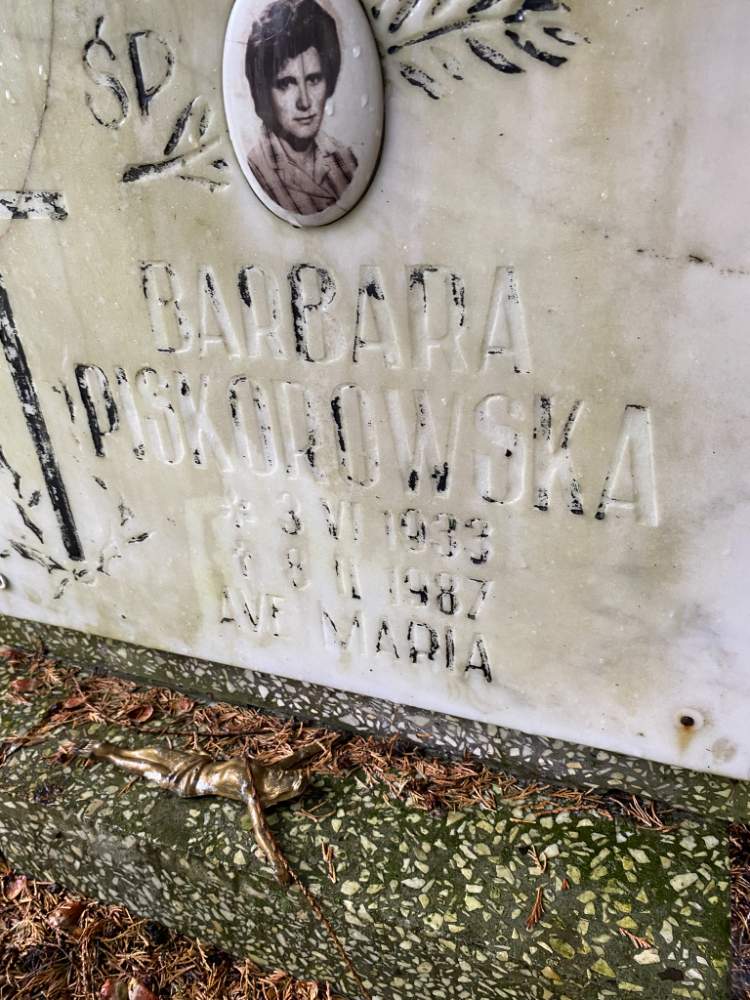 ŚP
BARBARA
PISKOROWSKA
* 3 VI 1933
† 8 II 1987
AVE MARIA